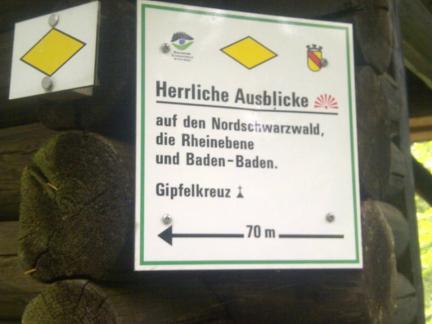 Herrliche Ausblicke
auf den Nordschwarzwald,
die Rheinebene
und Baden-Baden.
Gipfelkreuz
70 m